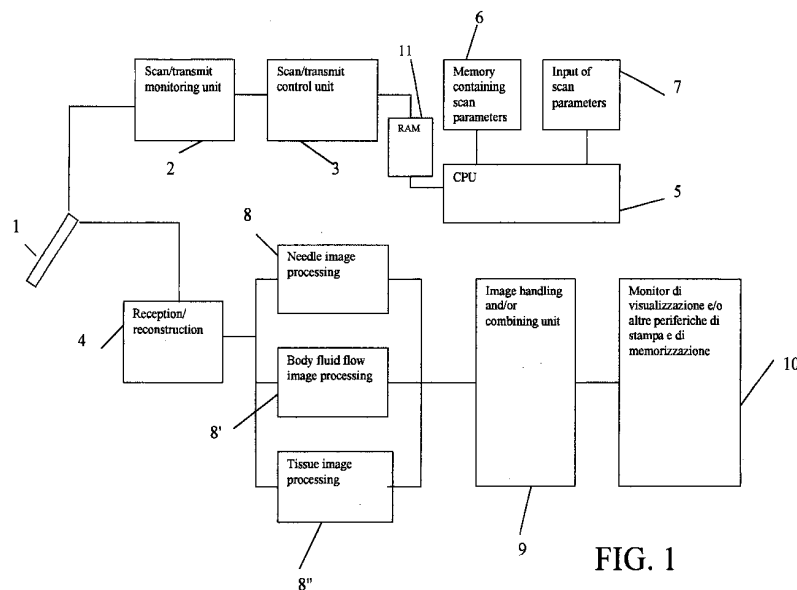 6
11
7
Scan/transmit
monitoring unit
Scan/transmit
control unit
RAM
Memory
containing
scan
parameters
Input of
scan
parameters
CPU
2
3
5
1
8
Needle image
processing
Image handling
and/or
combining unit
Monitor di
visualizzazione e/o
altre periferiche di
stampa e di
memorizzazione
Reception/
reconstruction
4
Body fluid flow
image processing
8'
10
Tissue image
processing
8"
9
FIG. 1